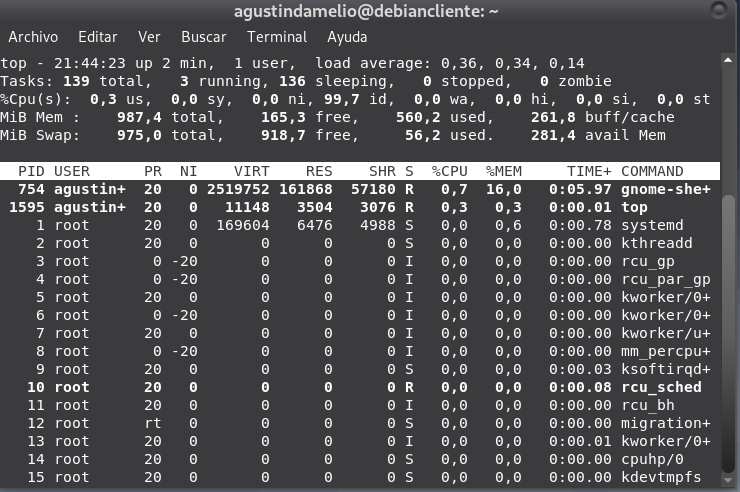 agustindamelio@debiancliente: ~
Archivo Editar Ver Buscar Terminal Ayuda
top - 21:44:23 up 2 min,  1 user,  load average: 0,36, 0,34, 0,14
Tasks: 139 total,   3 running, 136 sleeping,   0 stopped,   0 zombie
%Cpu(s):  0,3 us,  0,0 sy,  0,0 ni, 99,7 id,  0,0 wa,  0,0 hi,  0,0 si,  0,0 st
MiB Mem :    987,4 total,    165,3 free,    560,2 used,    261,8 buff/cache
MiB Swap:    975,0 total,    918,7 free,     56,2 used.    281,4 avail Mem
  PID USER      PR  NI    VIRT    RES    SHR S  %CPU  %MEM     TIME+ COMMAND
  754 agustin+  20   0 2519752 161868  57180 R   0,7  16,0   0:05.97 gnome-she+
 1595 agustin+  20   0   11148   3504   3076 R   0,3   0,3   0:00.01 top
    1 root      20   0  169604   6476   4988 S   0,0   0,6   0:00.78 systemd
    2 root      20   0       0      0      0 S   0,0   0,0   0:00.00 kthreadd
    3 root       0 -20       0      0      0 I   0,0   0,0   0:00.00 rcu_gp
    4 root       0 -20       0      0      0 I   0,0   0,0   0:00.00 rcu_par_gp
    5 root      20   0       0      0      0 I   0,0   0,0   0:00.00 kworker/0+
    6 root       0 -20       0      0      0 I   0,0   0,0   0:00.00 kworker/0+
    7 root      20   0       0      0      0 I   0,0   0,0   0:00.00 kworker/u+
    8 root       0 -20       0      0      0 I   0,0   0,0   0:00.00 mm_percpu+
    9 root      20   0       0      0      0 S   0,0   0,0   0:00.03 ksoftirqd+
   10 root      20   0       0      0      0 R   0,0   0,0   0:00.08 rcu_sched
   11 root      20   0       0      0      0 I   0,0   0,0   0:00.00 rcu_bh
   12 root      rt   0       0      0      0 S   0,0   0,0   0:00.00 migration+
   13 root      20   0       0      0      0 I   0,0   0,0   0:00.01 kworker/0+
   14 root      20   0       0      0      0 S   0,0   0,0   0:00.00 cpuhp/0
   15 root      20   0       0      0      0 S   0,0   0,0   0:00.00 kdevtmpfs